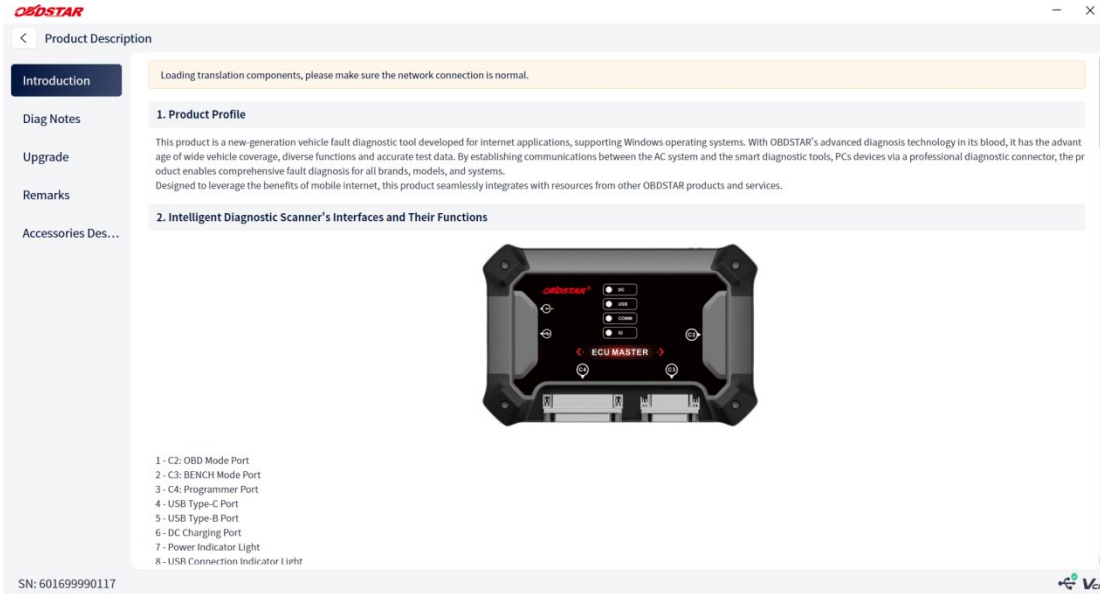 OBDSTAR
Product Description
Introduction
Diag Notes
Upgrade
Remarks
Accessories Des...
Loading translation components, please make sure the network connection is normal.
1. Product Profile
This product is a new-generation vehicle fault diagnostic tool developed for internet applications, supporting Windows operating systems. With OBDSTAR's advanced diagnosis technology in its blood, it has the advant
age of wide vehicle coverage, diverse functions and accurate test data. By establishing communications between the AC system and the smart diagnostic tools, PCs devices via a professional diagnostic connector, the pr
oduct enables comprehensive fault diagnosis for all brands, models, and systems.
Designed to leverage the benefits of mobile internet, this product seamlessly integrates with resources from other OBDSTAR products and services.
2. Intelligent Diagnostic Scanner's Interfaces and Their Functions
OBDSTAR®
DC
USB
COMM
IG
C2
ECU MASTER
C4
C3
1 - C2: OBD Mode Port
2 - C3: BENCH Mode Port
3 - C4: Programmer Port
4 - USB Type-C Port
5 - USB Type-B Port
6 - DC Charging Port
7 - Power Indicator Light
8 - USB Connection Indicator Light
SN: 601699990117